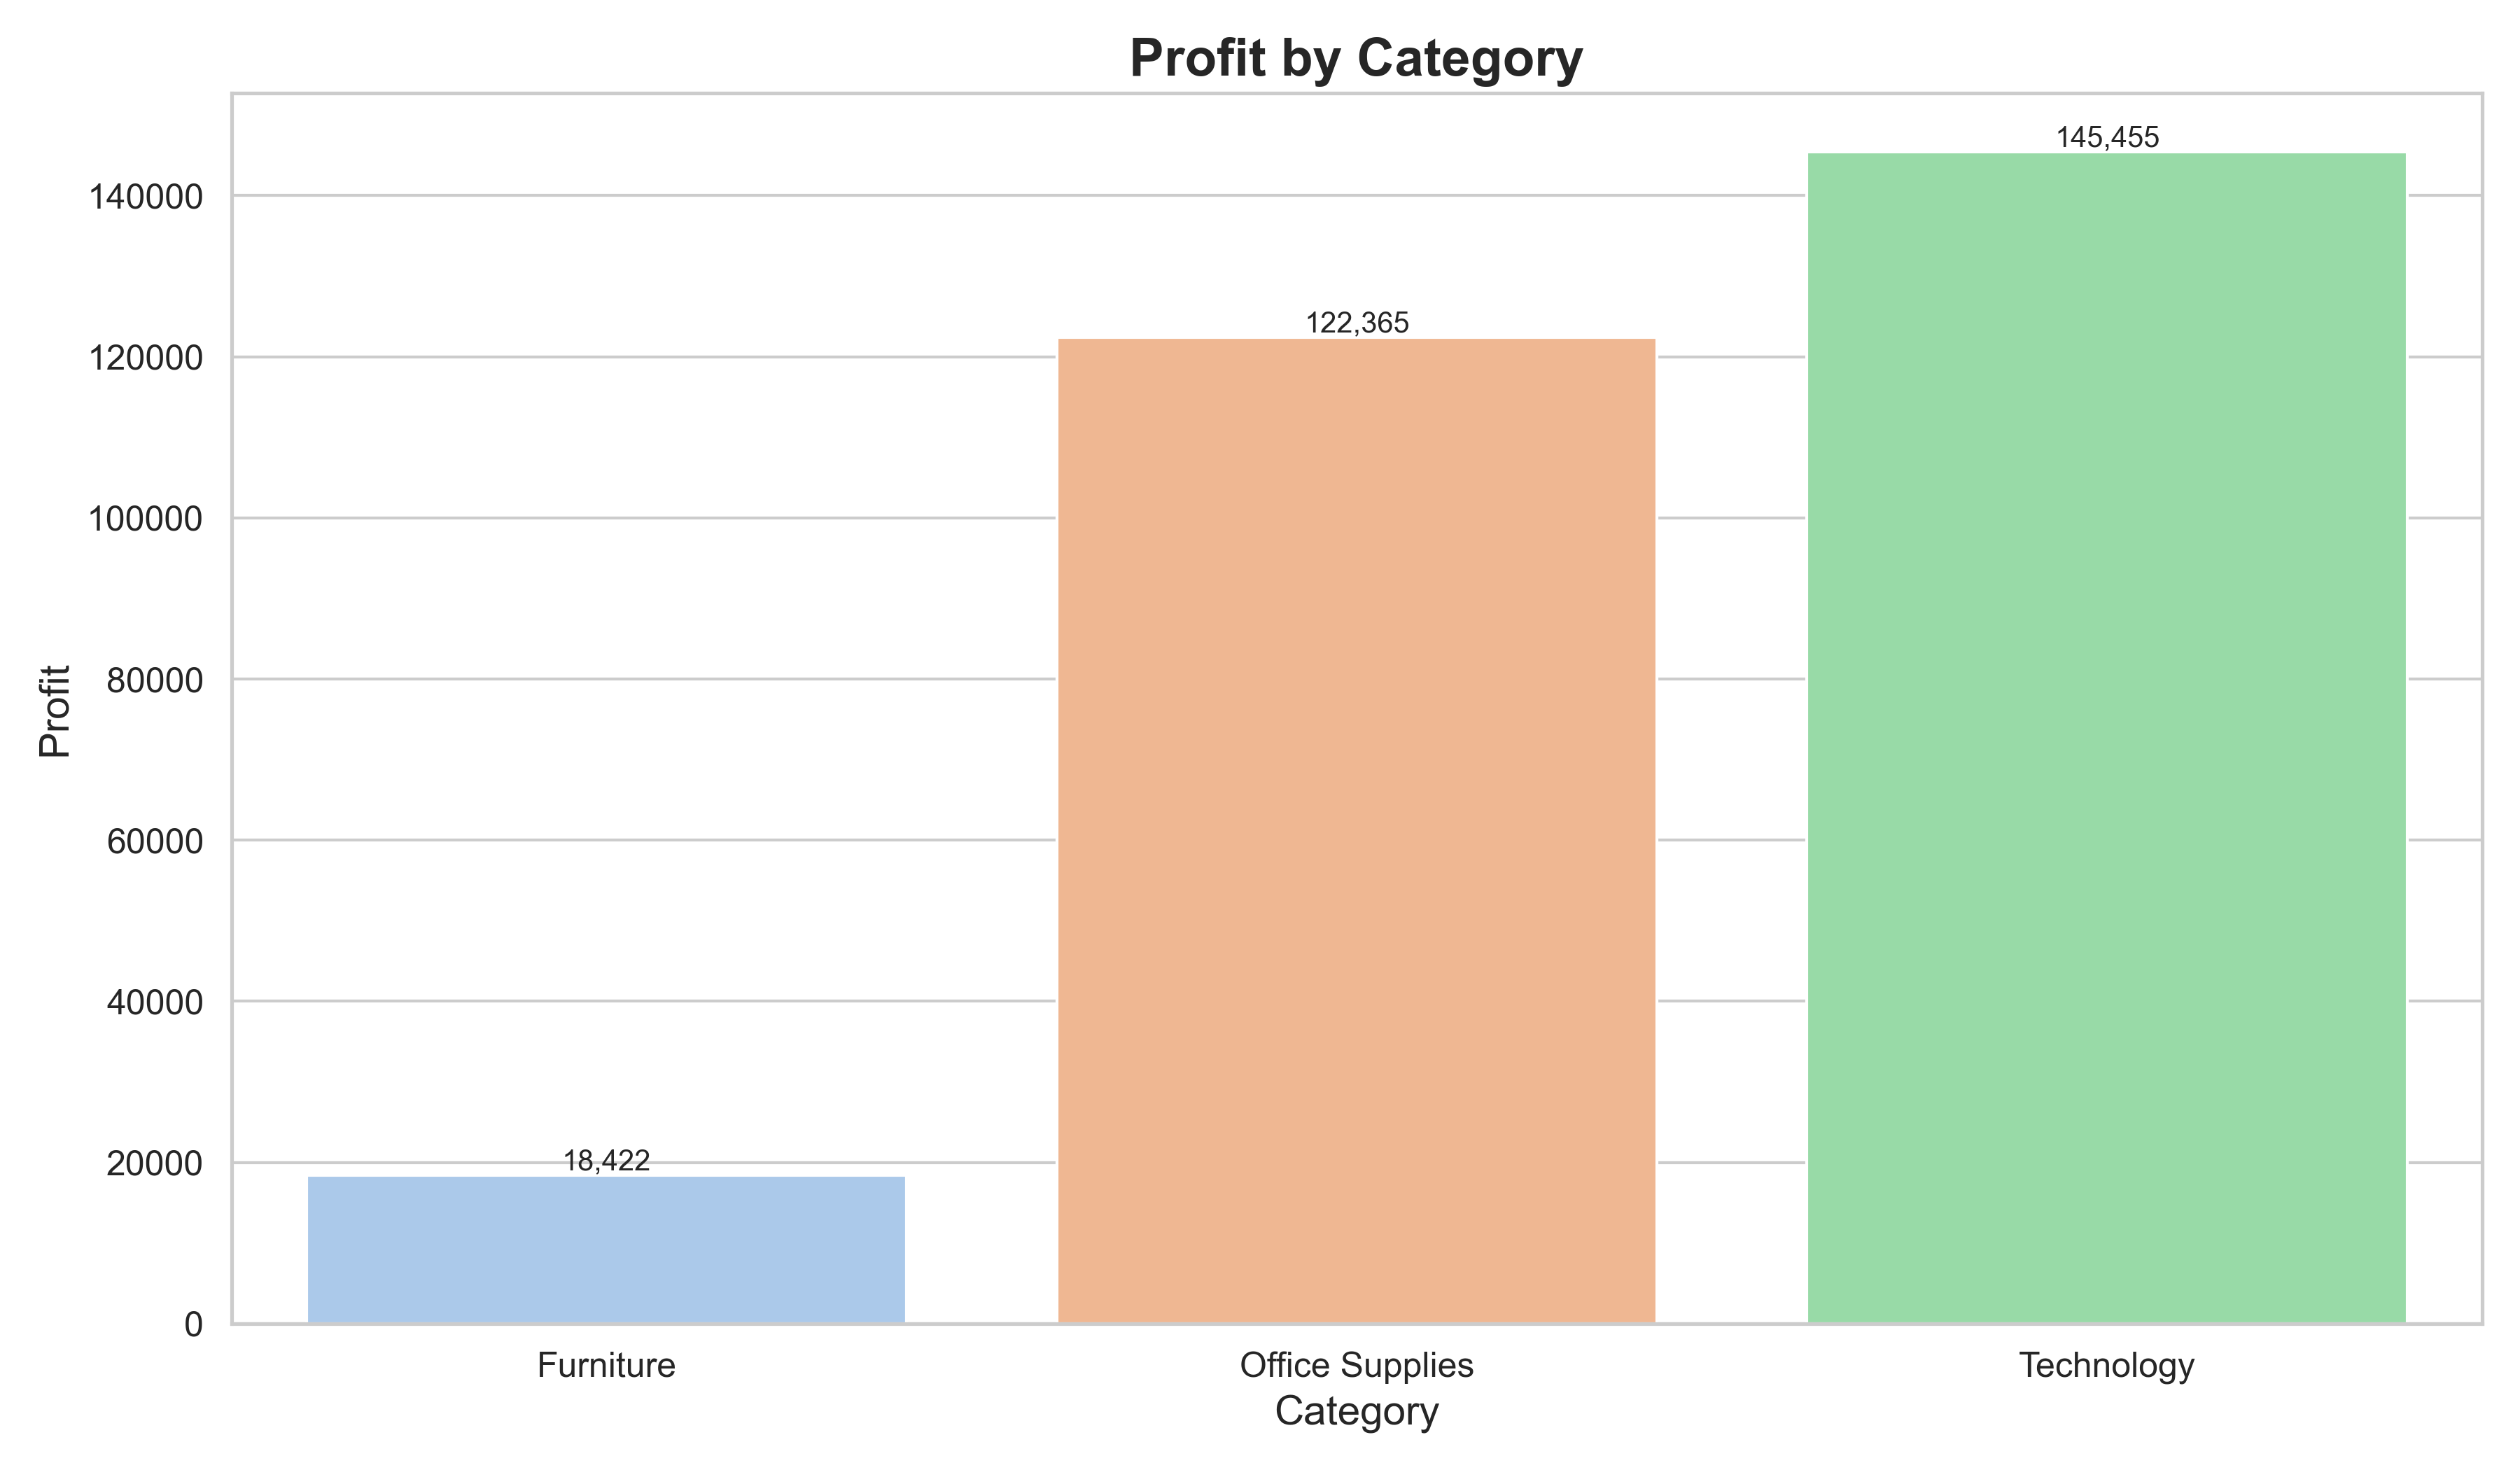 Profit by Category
145,455
140000
122,365
120000
100000
80000
Profit
60000
40000
18,422
20000
0
Furniture
Office Supplies
Technology
Category